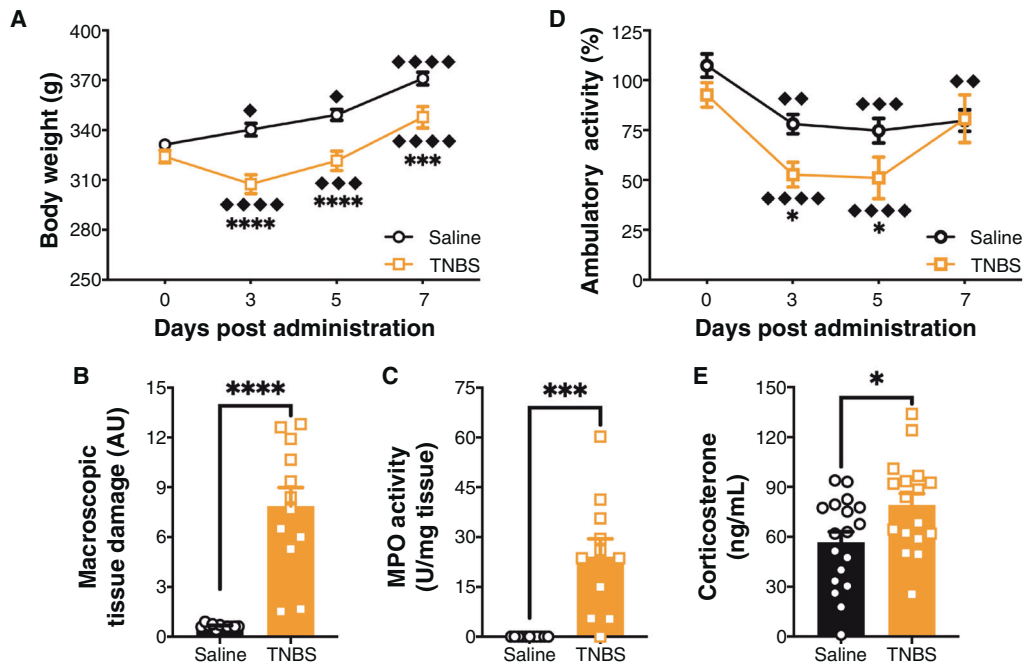 A
Body weight (g)
400
370
340
310
280
250
◆
◆
◆◆◆◆
◆◆◆◆
****
◆◆◆
****
◆◆◆◆
***
Saline
TNBS
0 3 5 7
Days post administration
D
Ambulatory activity (%)
125
100
75
50
25
0
◆◆
◆◆◆
◆◆
◆◆◆◆
*
◆◆◆◆
*
Saline
TNBS
0 3 5 7
Days post administration
B
Macroscopic
tissue damage (AU)
15
12
9
6
3
0
****
Saline TNBS
C
MPO activity
(U/mg tissue)
75
60
45
30
15
0
***
Saline TNBS
E
Corticosterone
(ng/mL)
150
120
90
60
30
0
*
Saline TNBS